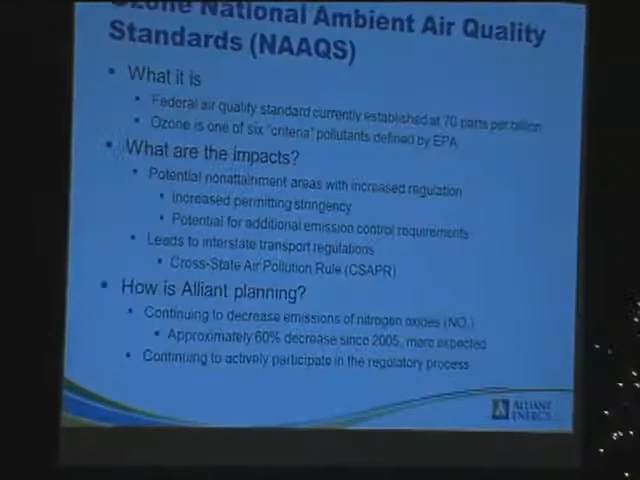 Ozone National Ambient Air Quality
Standards (NAAQS)
• What it is
• Federal air quality standard currently established at 70 parts per billion
• Ozone is one of six "criteria" pollutants defined by EPA
• What are the impacts?
• Potential nonattainment areas with increased regulation
• Increased permitting stringency
• Potential for additional emission control requirements
• Leads to interstate transport regulations
• Cross-State Air Pollution Rule (CSAPR)
• How is Alliant planning?
• Continuing to decrease emissions of nitrogen oxides (NOx)
• Approximately 60% decrease since 2005, more expected
• Continuing to actively participate in the regulatory process
ALLIANT
ENERGY